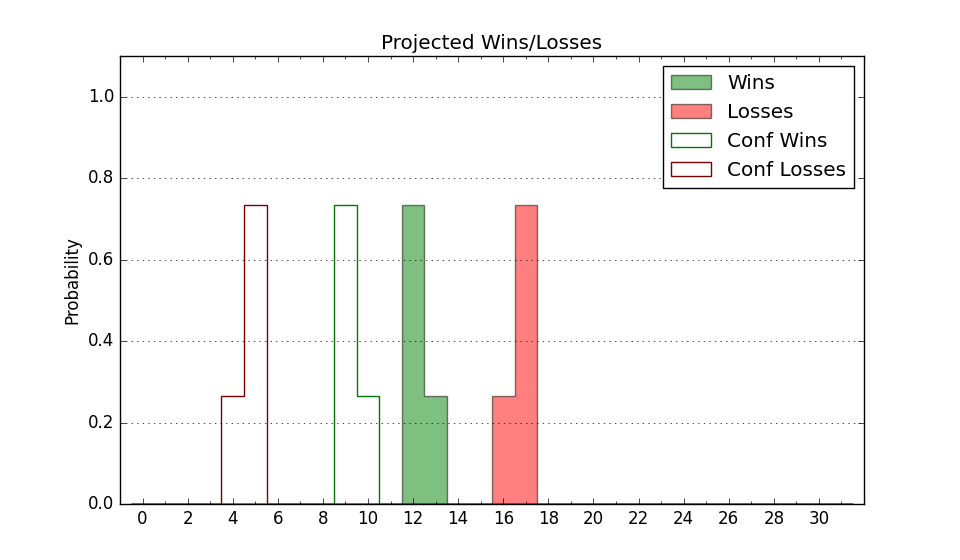 Projected Wins/Losses
Wins
Losses
Conf Wins
Conf Losses
Probability
1.0
0.8
0.6
0.4
0.2
0.0
0 2 4 6 8 10 12 14 16 18 20 22 24 26 28 30